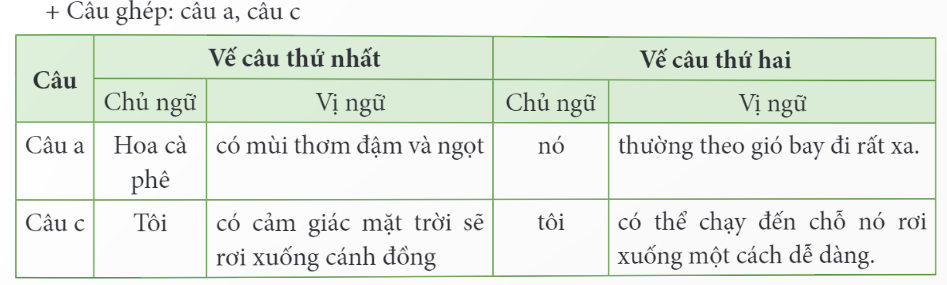 + Câu ghép: câu a, câu c
Câu Vế câu thứ nhất Vế câu thứ hai
Chủ ngữ Vị ngữ Chủ ngữ Vị ngữ
Câu a Hoa cà phê có mùi thơm đậm và ngọt nó thường theo gió bay đi rất xa.
Câu c Tôi có cảm giác mặt trời sẽ rơi xuống cánh đồng tôi có thể chạy đến chỗ nó rơi xuống một cách dễ dàng.